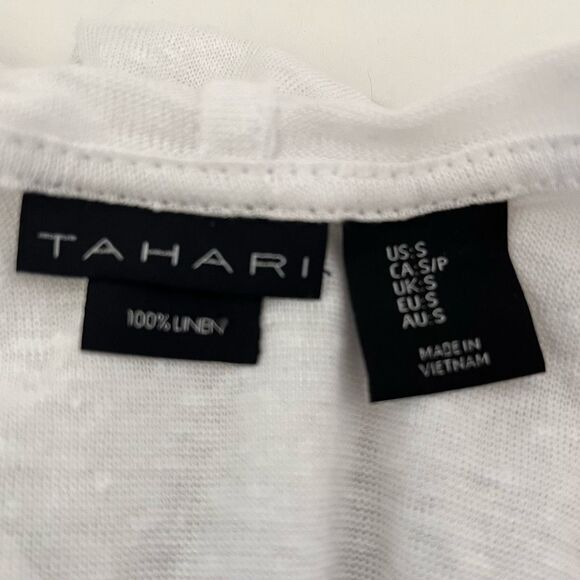 TAHARI
100% LINEN
US:S
CA:S/P
UK:S
EU:S
AU:S
MADE IN
VIETNAM